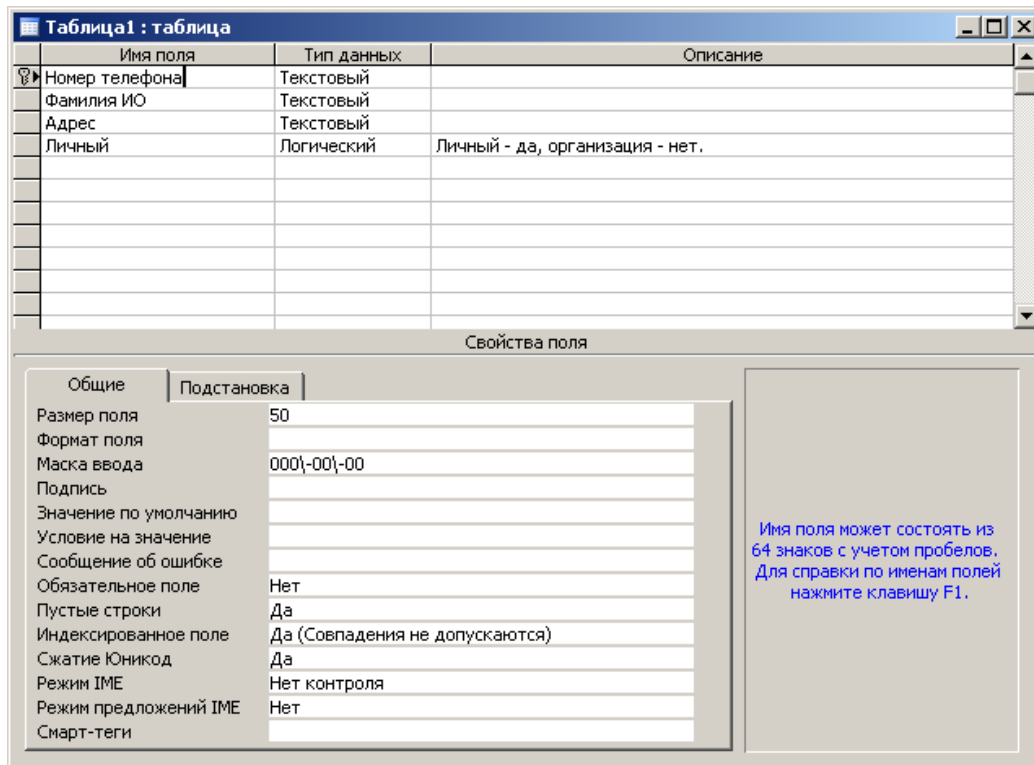 Таблица1 : таблица
Имя поля Тип данных Описание
Номер телефона Текстовый
Фамилия ИО Текстовый
Адрес Текстовый
Личный Логический Личный - да, организация - нет.
Свойства поля
Общие Подстановка
Размер поля 50
Формат поля
Маска ввода 000\-00\-00
Подпись
Значение по умолчанию
Условие на значение
Сообщение об ошибке
Обязательное поле Нет
Пустые строки Да
Индексированное поле Да (Совпадения не допускаются)
Сжатие Юникод Да
Режим IME Нет контроля
Режим предложений IME Нет
Смарт-теги
Имя поля может состоять из
64 знаков с учетом пробелов.
Для справки по именам полей
нажмите клавишу F1.